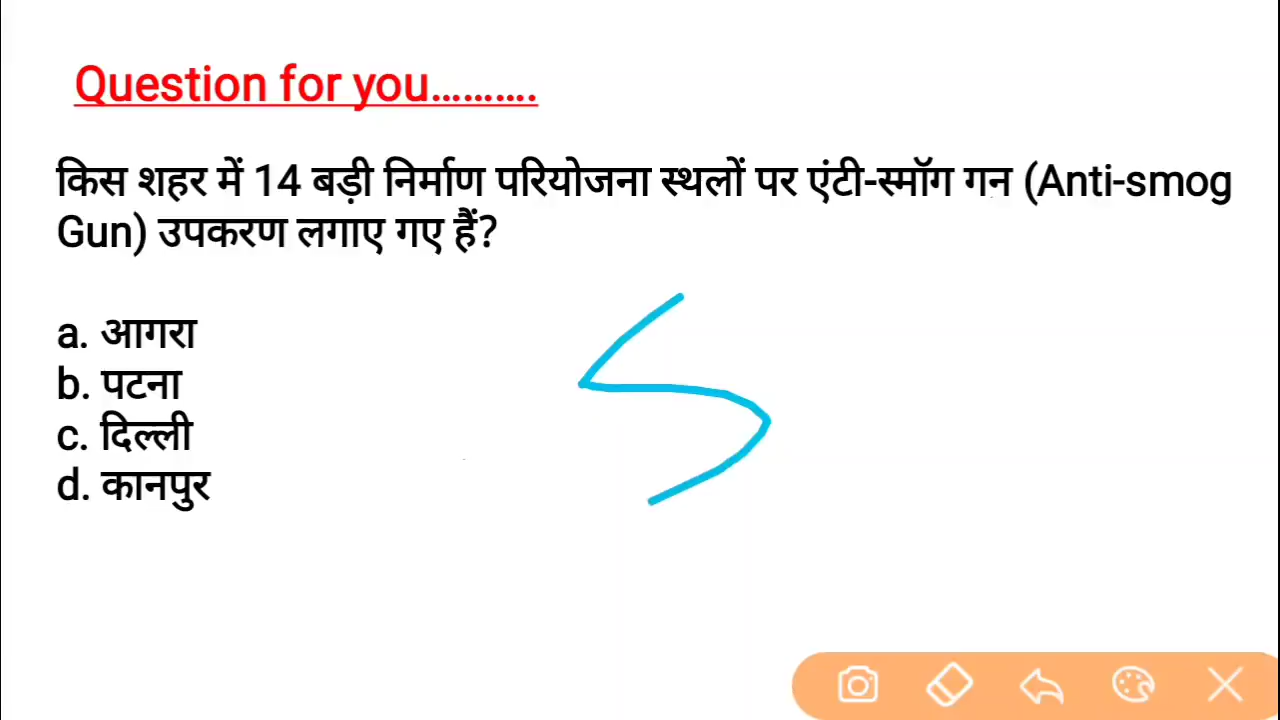 Question for you..........
किस शहर में 14 बड़ी निर्माण परियोजना स्थलों पर एंटी-स्मॉग गन (Anti-smog
Gun) उपकरण लगाए गए हैं?
a. आगरा
b. पटना
c. दिल्ली
d. कानपुर